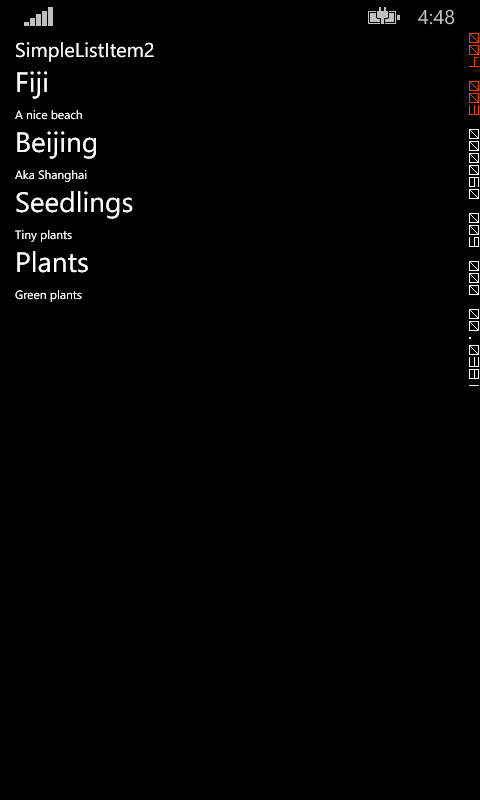 4:48
SimpleListItem2
Fiji
A nice beach
Beijing
Aka Shanghai
Seedlings
Tiny plants
Plants
Green plants